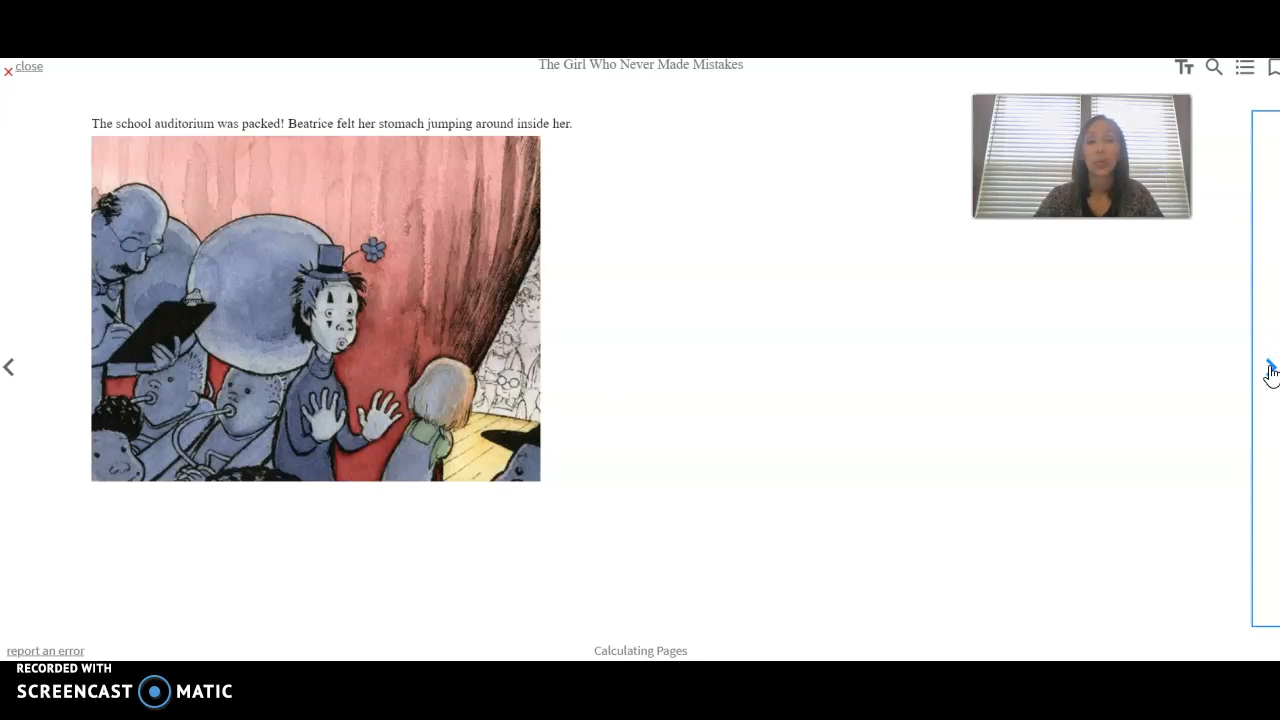 close
The Girl Who Never Made Mistakes
Tт
The school auditorium was packed! Beatrice felt her stomach jumping around inside her.
report an error
Calculating Pages
RECORDED WITH
SCREENCAST MATIC